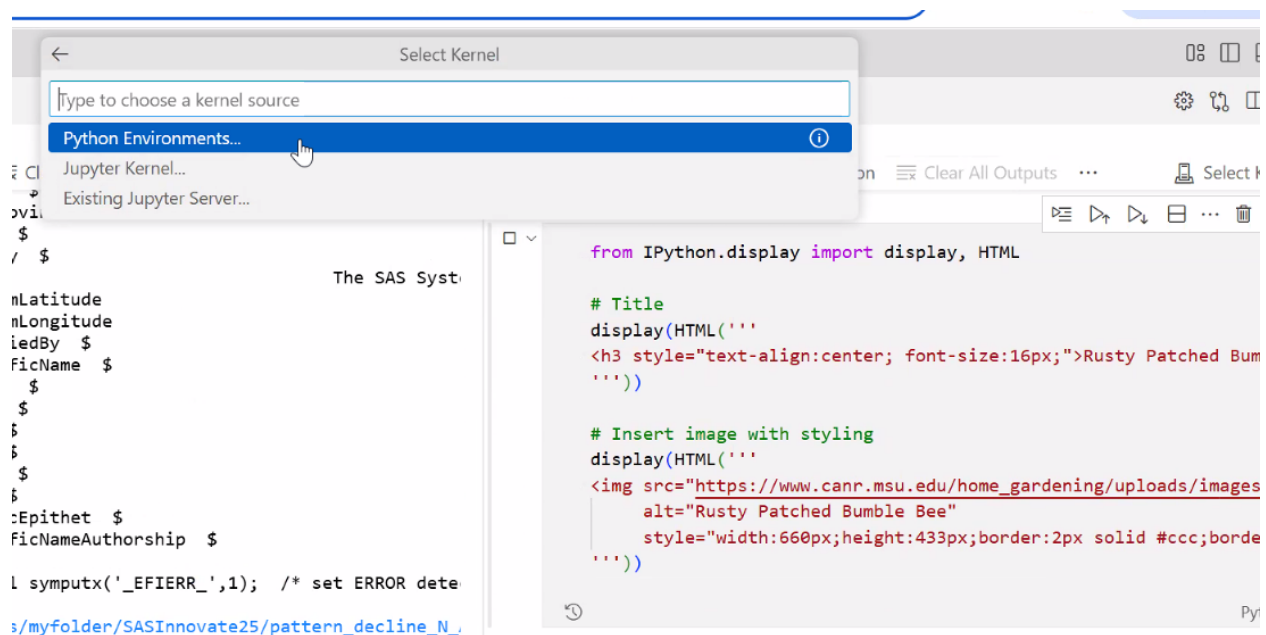 Select Kernel
Type to choose a kernel source
Python Environments...
Jupyter Kernel...
Existing Jupyter Server...
Clear All Outputs ...
Select
$
$
$
The SAS
mLatitude
mLongitude
iedBy $
ficName $
$
$
$
$
$
$
Epithet $
ficNameAuthorship $
symputx('_EFIERR_',1); /* set ERROR
s/myfolder/SASInnovate25/pattern_decline_N_
from IPython.display import display, HTML
# Title
display(HTML('''
<h3 style="text-align:center; font-size:16px;">Rusty Patched Bum
'''))
# Insert image with styling
display(HTML('''
<img src="https://www.canr.msu.edu/home_gardening/uploads/images
alt="Rusty Patched Bumble Bee"
style="width:660px;height:433px;border:2px solid #ccc;borde
'''))